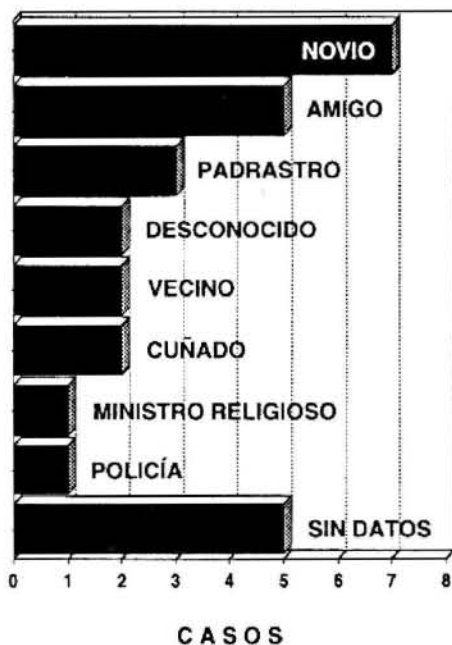 NOVIO
AMIGO
PADRASTRO
DESCONOCIDO
VECINO
CUÑADO
MINISTRO RELIGIOSO
POLICÍA
SIN DATOS
0 1 2 3 4 5 6 7 8
CASOS